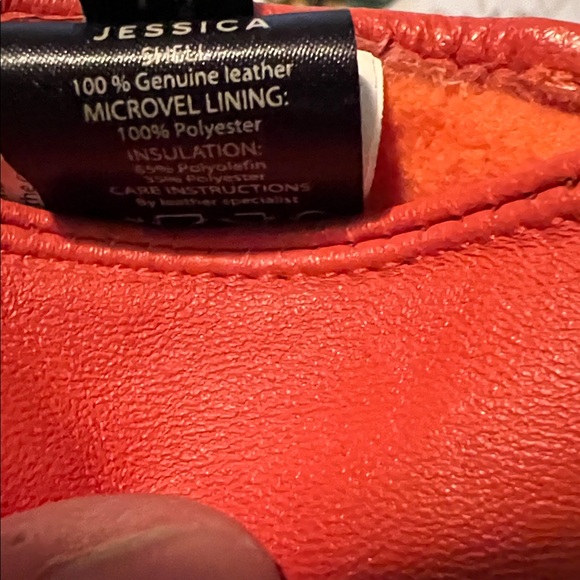 JESSICA
SHELL
100 % Genuine leather
MICROVEL LINING:
100% Polyester
INSULATION:
65% Polyolefin
35% Polyester
CARE INSTRUCTIONS
By leather specialist